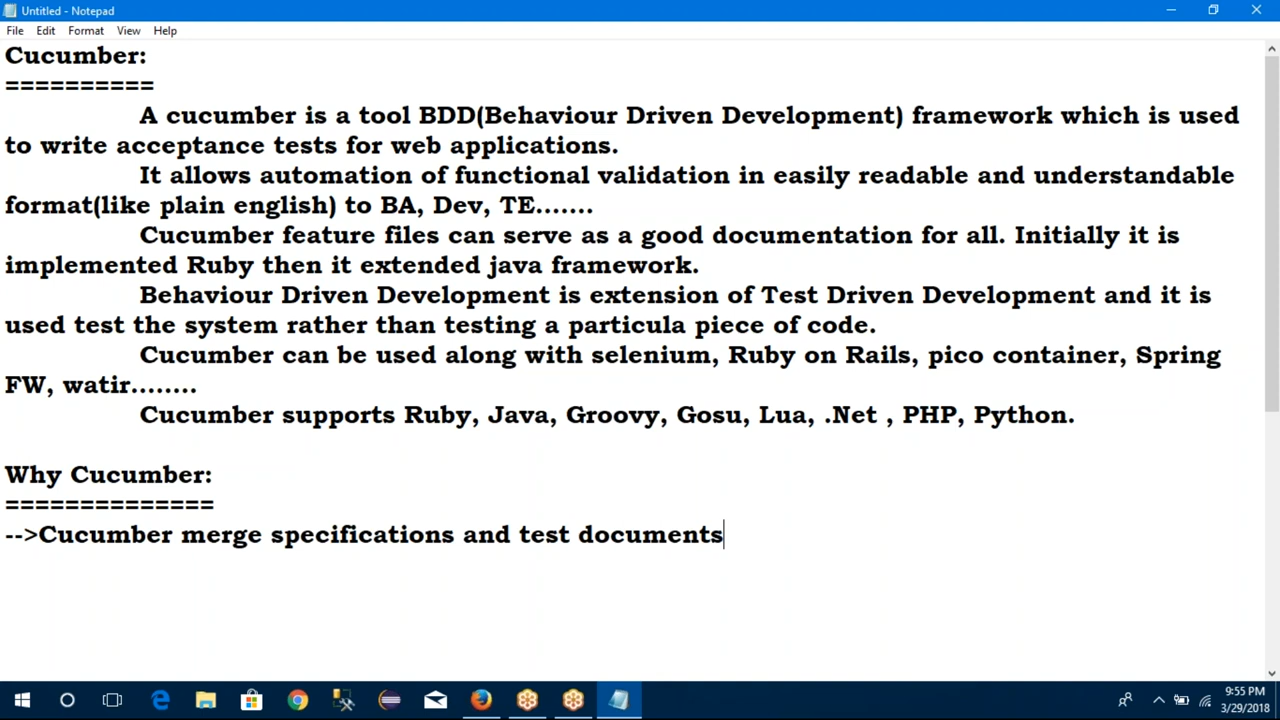 Untitled - Notepad
File Edit Format View Help
Cucumber:
==========
A cucumber is a tool BDD(Behaviour Driven Development) framework which is used
to write acceptance tests for web applications.
It allows automation of functional validation in easily readable and understandable
format(like plain english) to BA, Dev, TE.......
Cucumber feature files can serve as a good documentation for all. Initially it is
implemented Ruby then it extended java framework.
Behaviour Driven Development is extension of Test Driven Development and it is
used test the system rather than testing a particula piece of code.
Cucumber can be used along with selenium, Ruby on Rails, pico container, Spring
FW, watir........
Cucumber supports Ruby, Java, Groovy, Gosu, Lua, .Net , PHP, Python.
Why Cucumber:
==============
-->Cucumber merge specifications and test documents
9:55 PM
3/29/2018